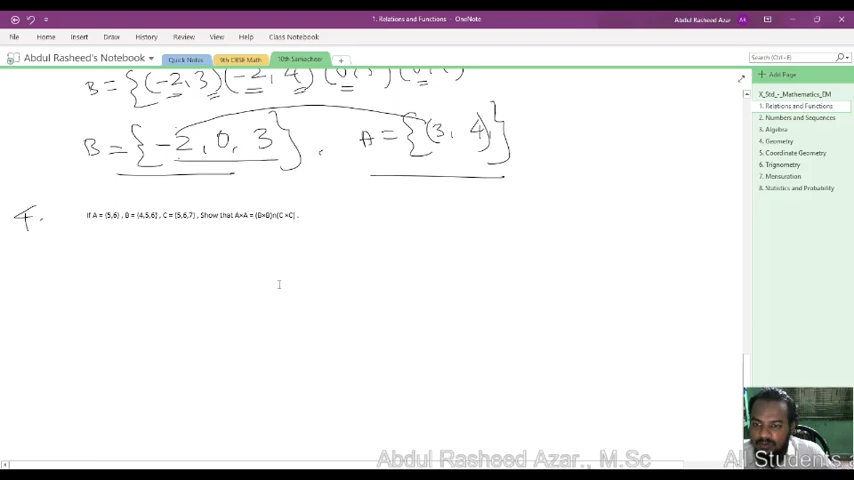 1. Relations and Functions - OneNote
Abdul Rasheed Azar AR
File Home Insert Draw History Review View Help Class Notebook
Abdul Rasheed's Notebook Quick Notes 9th CBSE Math 10th Samacheer +
Search (Ctrl+E)
+ Add Page
X_Std_-_Mathematics_EM
1. Relations and Functions
2. Numbers and Sequences
3. Algebra
4. Geometry
5. Coordinate Geometry
6. Trignometry
7. Mensuration
8. Statistics and Probability
B = {(-2,3)(-2,4)
B = {-2,0,3}, A = {(3,4)}
4. If A = {5,6} , B = {4,5,6} , C = {5,6,7} , Show that A×A = (B×B)∩(C ×C) .
Abdul Rasheed Azar., M.Sc
All Students a